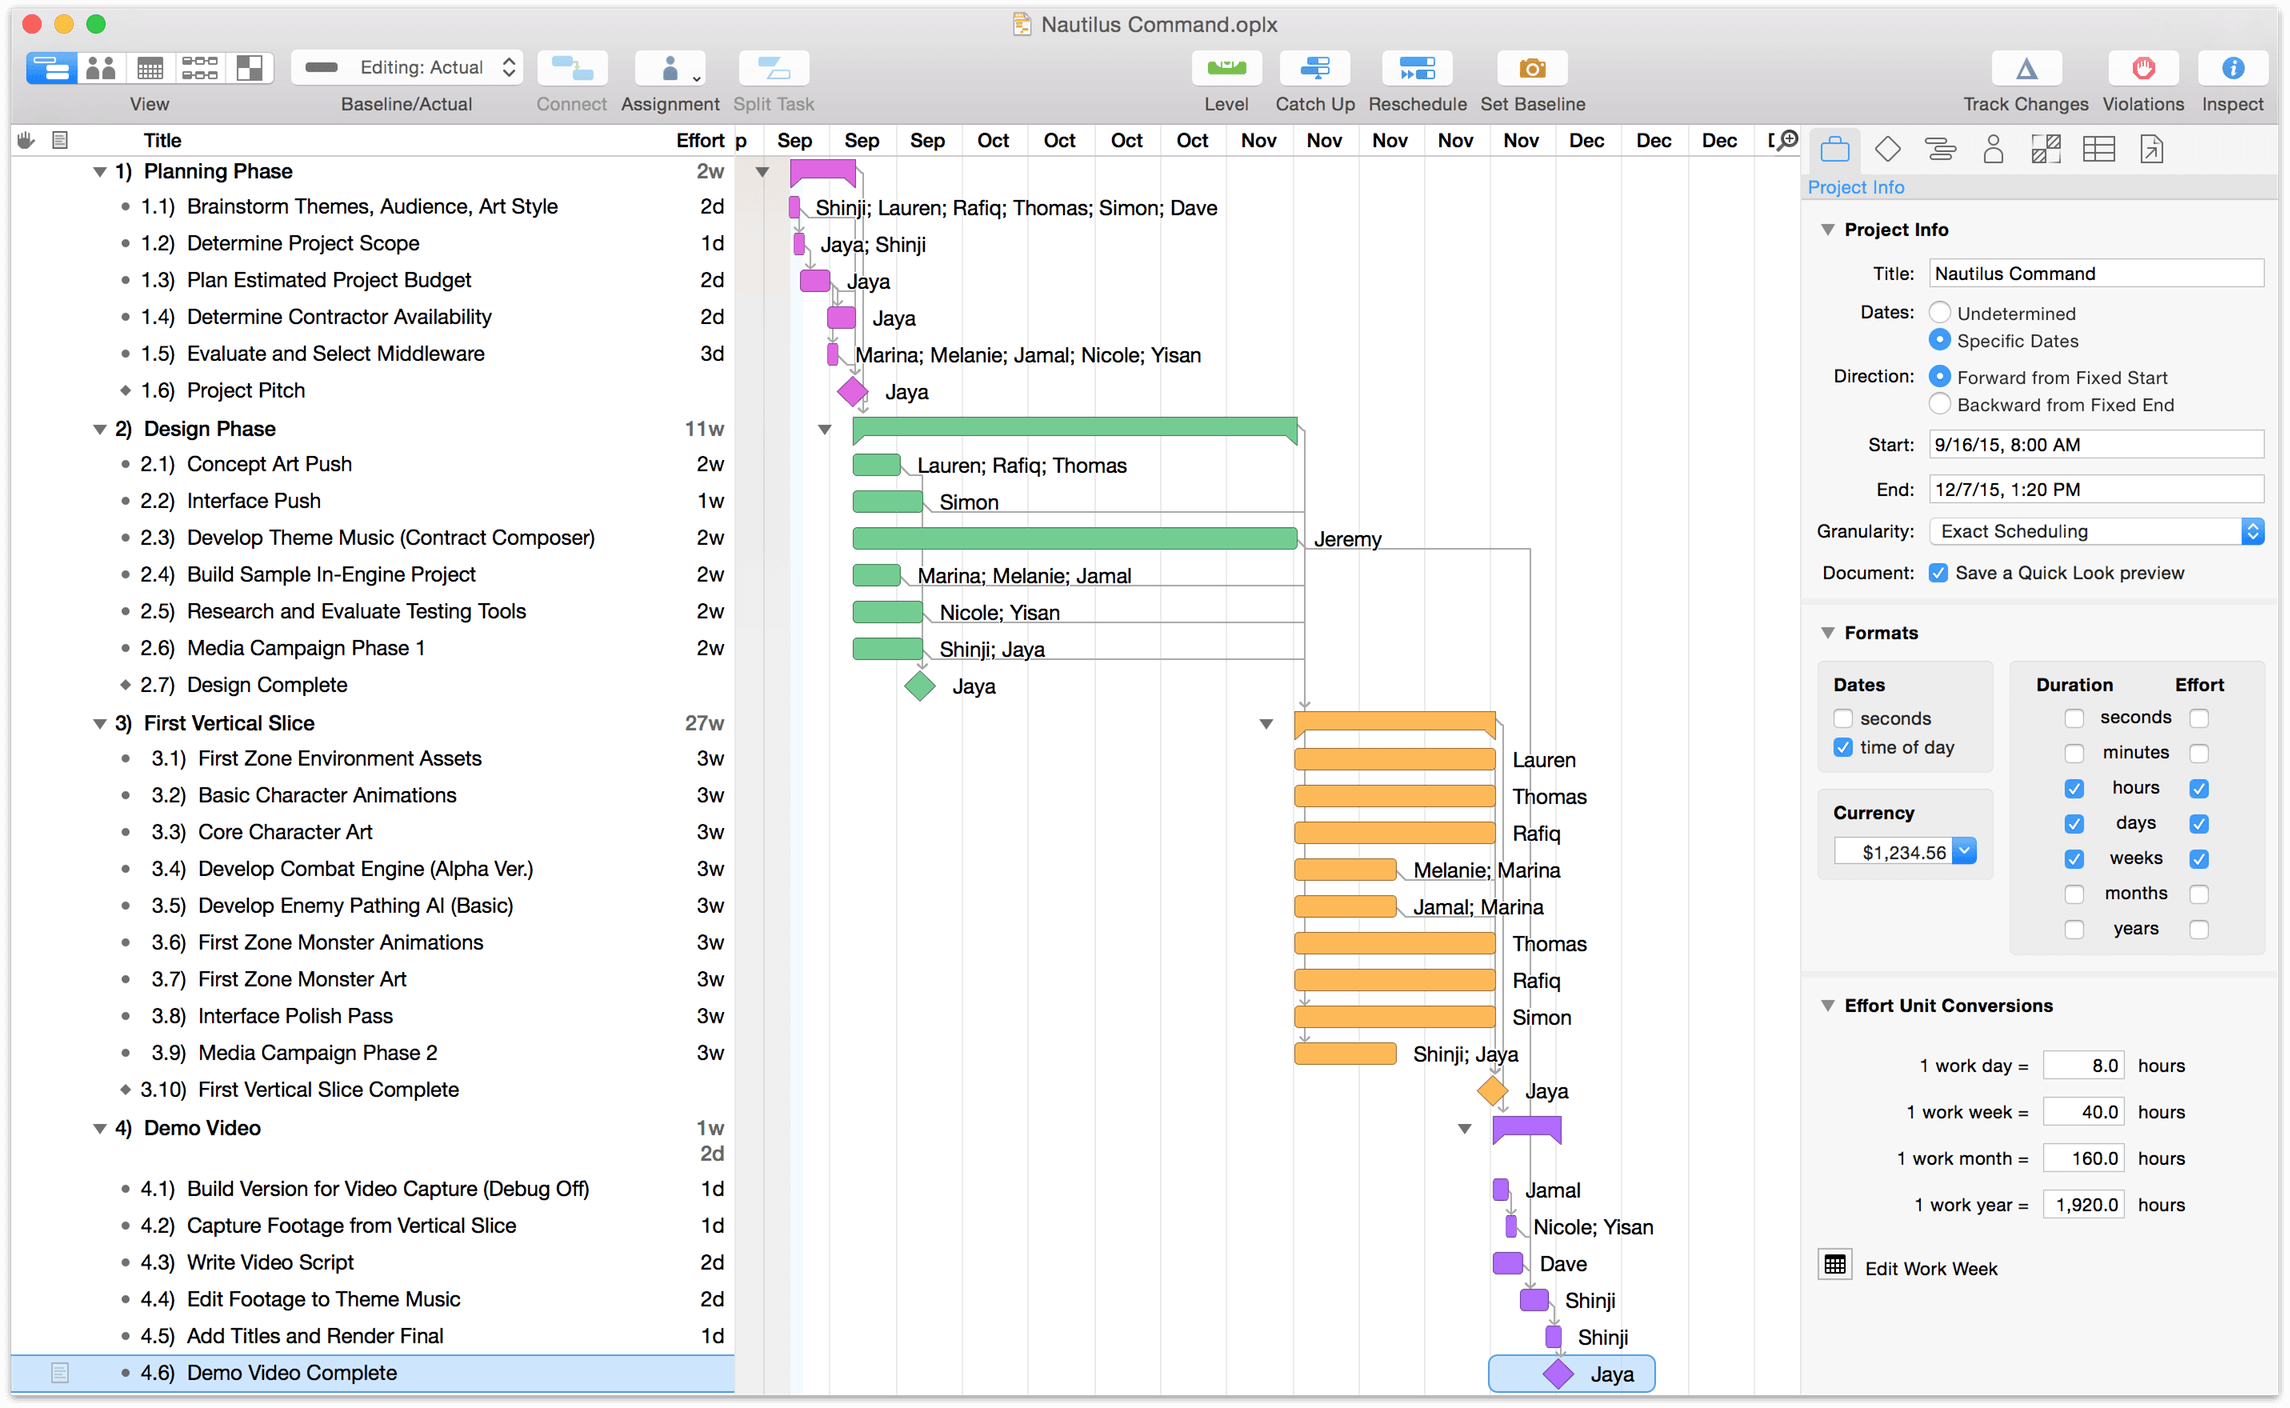 Nautilus Command.oplx
Editing: Actual
View Baseline/Actual Connect Assignment Split Task Level Catch Up Reschedule Set Baseline Track Changes Violations Inspect
Title Effort p Sep Sep Sep Oct Oct Oct Oct Nov Nov Nov Nov Nov Dec Dec Dec
1) Planning Phase 2w
1.1) Brainstorm Themes, Audience, Art Style 2d Shinji; Lauren; Rafiq; Thomas; Simon; Dave
1.2) Determine Project Scope 1d Jaya; Shinji
1.3) Plan Estimated Project Budget 2d Jaya
1.4) Determine Contractor Availability 2d Jaya
1.5) Evaluate and Select Middleware 3d Marina; Melanie; Jamal; Nicole; Yisan
1.6) Project Pitch Jaya
2) Design Phase 11w
2.1) Concept Art Push 2w Lauren; Rafiq; Thomas
2.2) Interface Push 1w Simon
2.3) Develop Theme Music (Contract Composer) 2w Jeremy
2.4) Build Sample In-Engine Project 2w Marina; Melanie; Jamal
2.5) Research and Evaluate Testing Tools 2w Nicole; Yisan
2.6) Media Campaign Phase 1 2w Shinji; Jaya
2.7) Design Complete Jaya
3) First Vertical Slice 27w
3.1) First Zone Environment Assets 3w Lauren
3.2) Basic Character Animations 3w Thomas
3.3) Core Character Art 3w Rafiq
3.4) Develop Combat Engine (Alpha Ver.) 3w Melanie; Marina
3.5) Develop Enemy Pathing AI (Basic) 3w Jamal; Marina
3.6) First Zone Monster Animations 3w Thomas
3.7) First Zone Monster Art 3w Rafiq
3.8) Interface Polish Pass 3w Simon
3.9) Media Campaign Phase 2 3w Shinji; Jaya
3.10) First Vertical Slice Complete Jaya
4) Demo Video 1w
2d
4.1) Build Version for Video Capture (Debug Off) 1d Jamal
4.2) Capture Footage from Vertical Slice 1d Nicole; Yisan
4.3) Write Video Script 2d Dave
4.4) Edit Footage to Theme Music 2d Shinji
4.5) Add Titles and Render Final 1d Shinji
4.6) Demo Video Complete Jaya
Project Info
Project Info
Title: Nautilus Command
Dates: Undetermined
Specific Dates
Direction: Forward from Fixed Start
Backward from Fixed End
Start: 9/16/15, 8:00 AM
End: 12/7/15, 1:20 PM
Granularity: Exact Scheduling
Document: Save a Quick Look preview
Formats
Dates
seconds
time of day
Currency
$1,234.56
Duration Effort
seconds
minutes
hours
days
weeks
months
years
Effort Unit Conversions
1 work day = 8.0 hours
1 work week = 40.0 hours
1 work month = 160.0 hours
1 work year = 1,920.0 hours
Edit Work Week